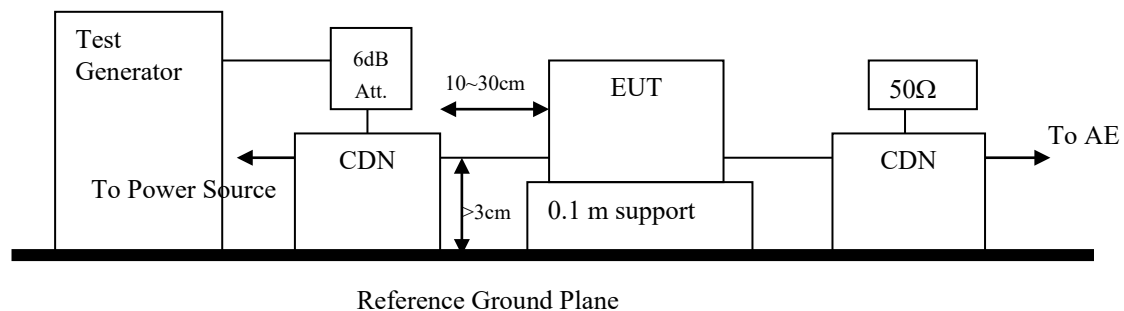 Test
Generator
6dB
Att.
10~30cm
EUT
50Ω
CDN
CDN
To AE
To Power Source
>3cm
0.1 m support
Reference Ground Plane